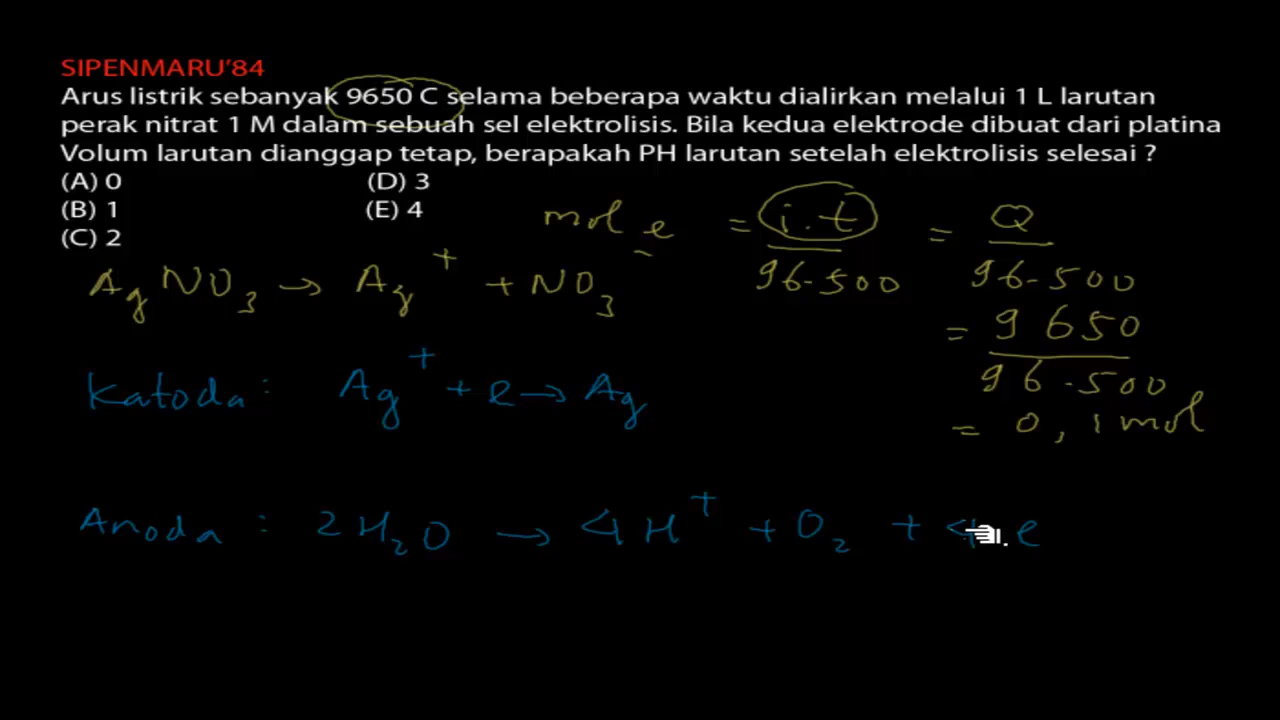 SIPENMARU'84
Arus listrik sebanyak 9650 C selama beberapa waktu dialirkan melalui 1 L larutan
perak nitrat 1 M dalam sebuah sel elektrolisis. Bila kedua elektrode dibuat dari platina
Volum larutan dianggap tetap, berapakah PH larutan setelah elektrolisis selesai ?
(A) 0 (D) 3
(B) 1 (E) 4
(C) 2
mol e = i.t / 96.500 = Q / 96.500
AgNO3 → Ag+ + NO3
= 9650 / 96.500
= 0,1 mol
Katoda : Ag+ + e → Ag
Anoda : 2H2O → 4H+ + O2 + 4 e